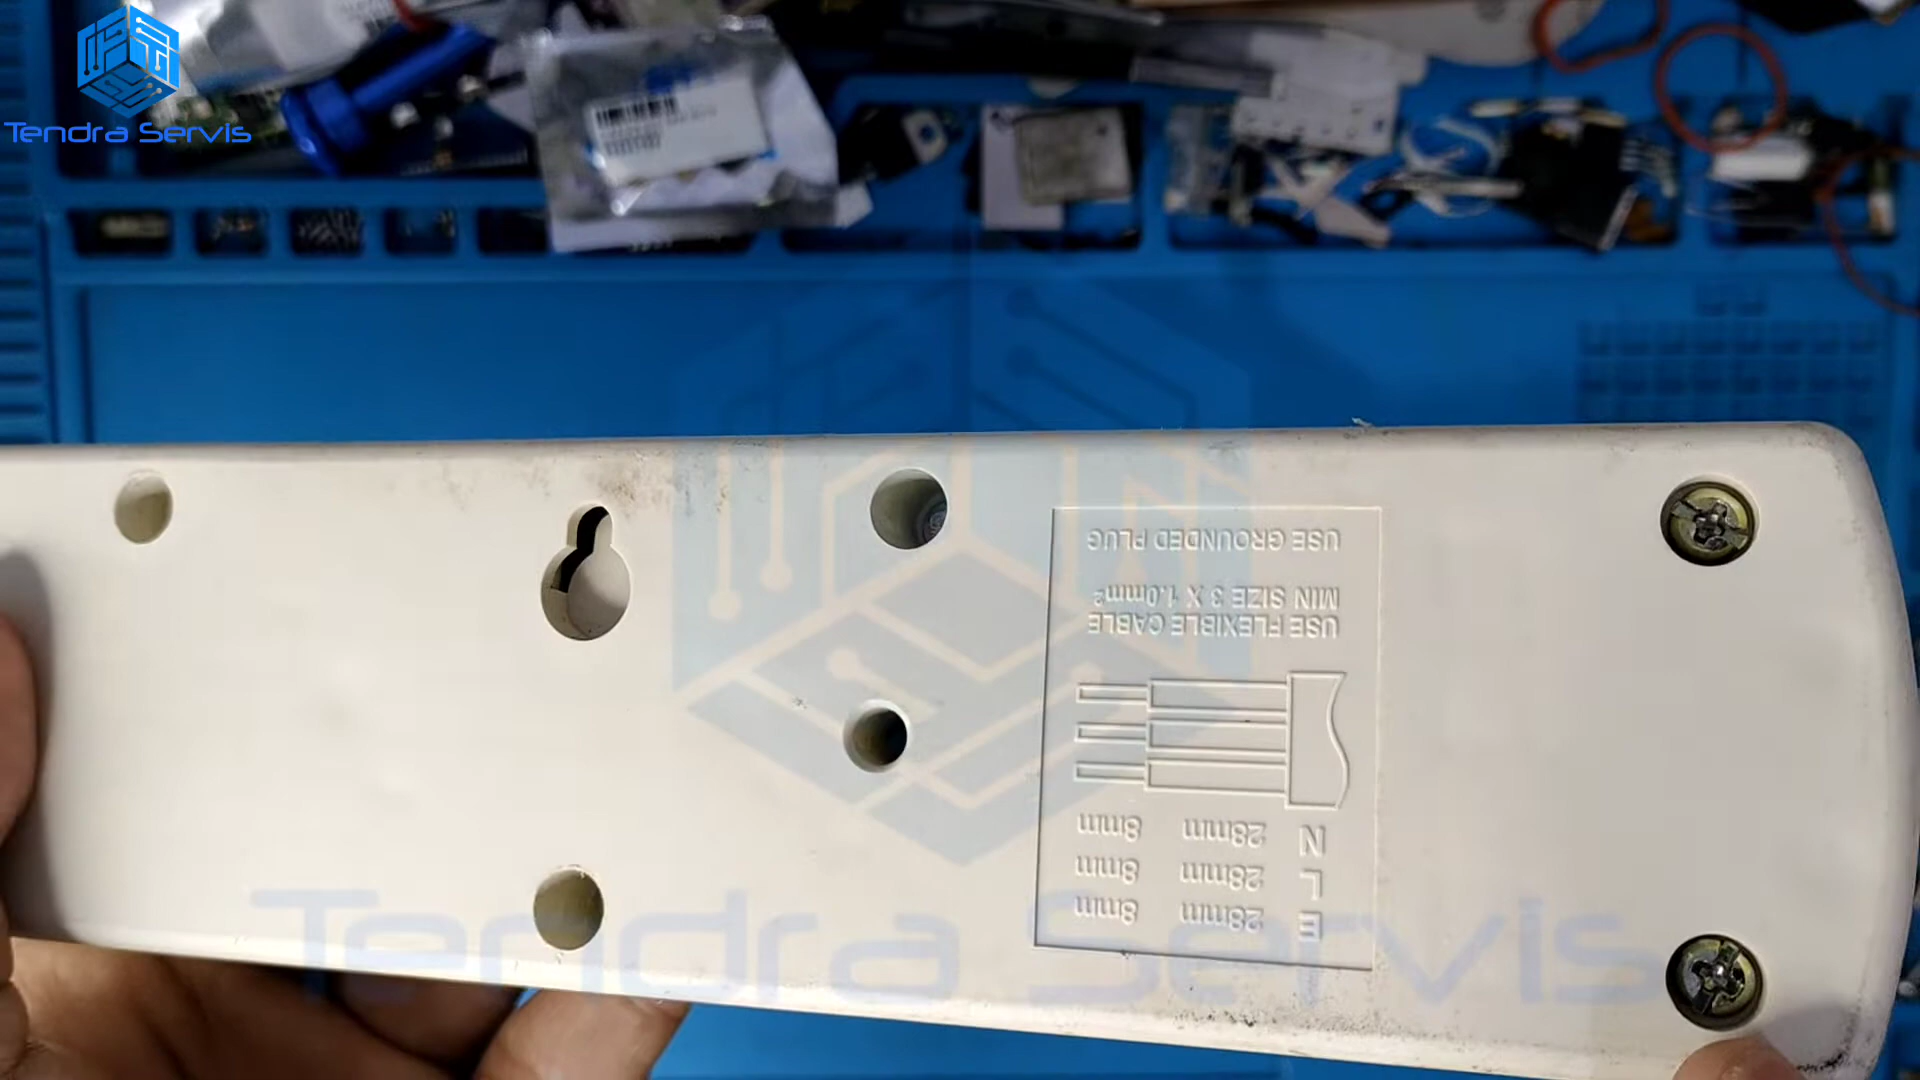 Tendra Servis
USE GROUNDED PLUG
USE FLEXIBLE CABLE
MIN SIZE 3 X 1.0mm²
E 28mm 8mm
L 28mm 8mm
N 28mm 8mm
Tendra Servis